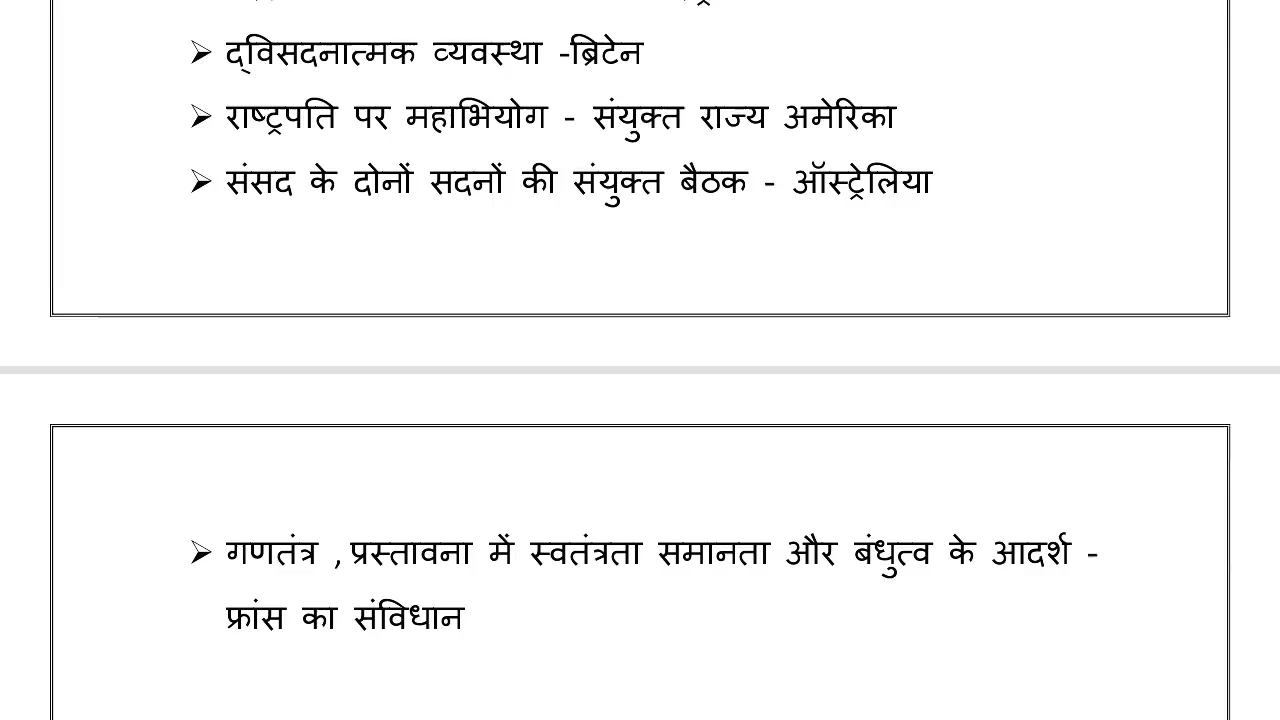 ➢ द्विसदनात्मक व्यवस्था -ब्रिटेन
➢ राष्ट्रपति पर महाभियोग - संयुक्त राज्य अमेरिका
➢ संसद के दोनों सदनों की संयुक्त बैठक - ऑस्ट्रेलिया
➢ गणतंत्र , प्रस्तावना में स्वतंत्रता समानता और बंधुत्व के आदर्श -
फ्रांस का संविधान